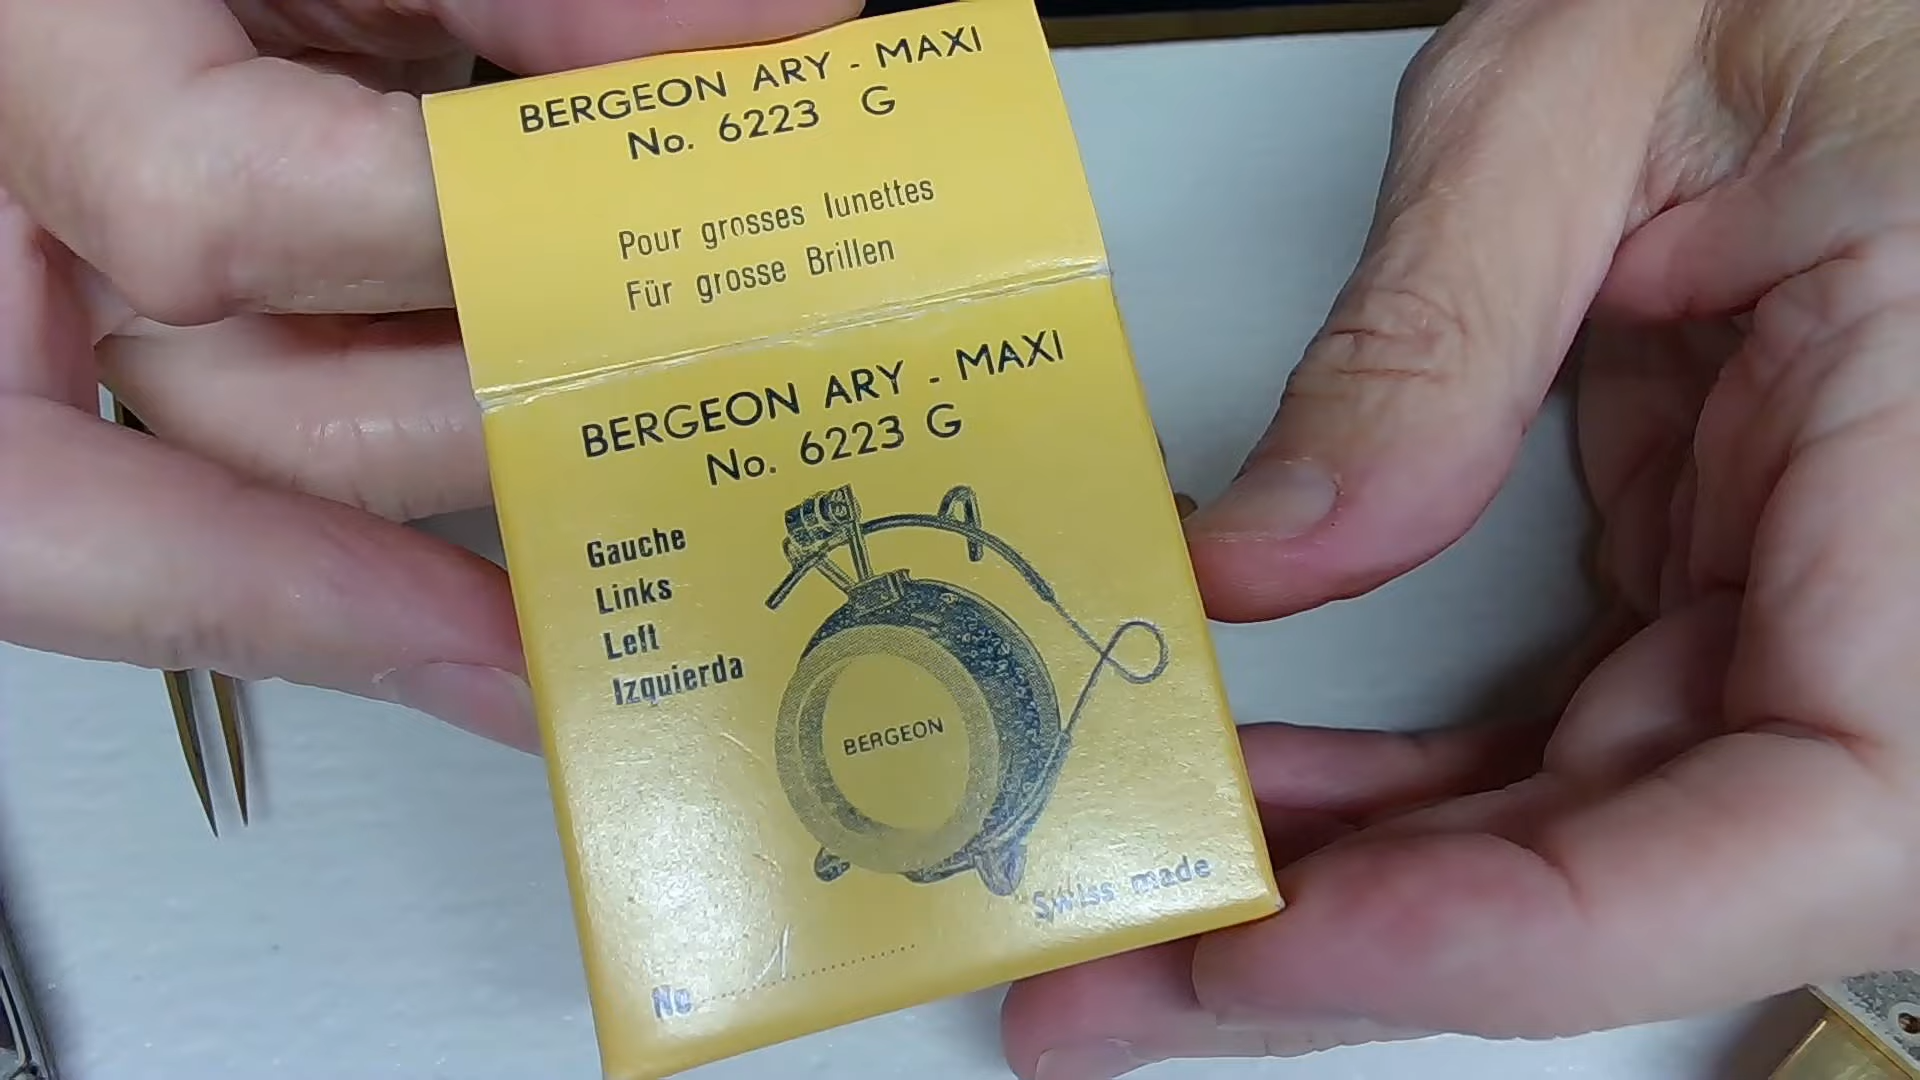 BERGEON ARY - MAXI
No. 6223 G
Pour grosses lunettes
Für grosse Brillen
BERGEON ARY - MAXI
No. 6223 G
Gauche
Links
Left
Izquierda
BERGEON
Swiss made
No 1